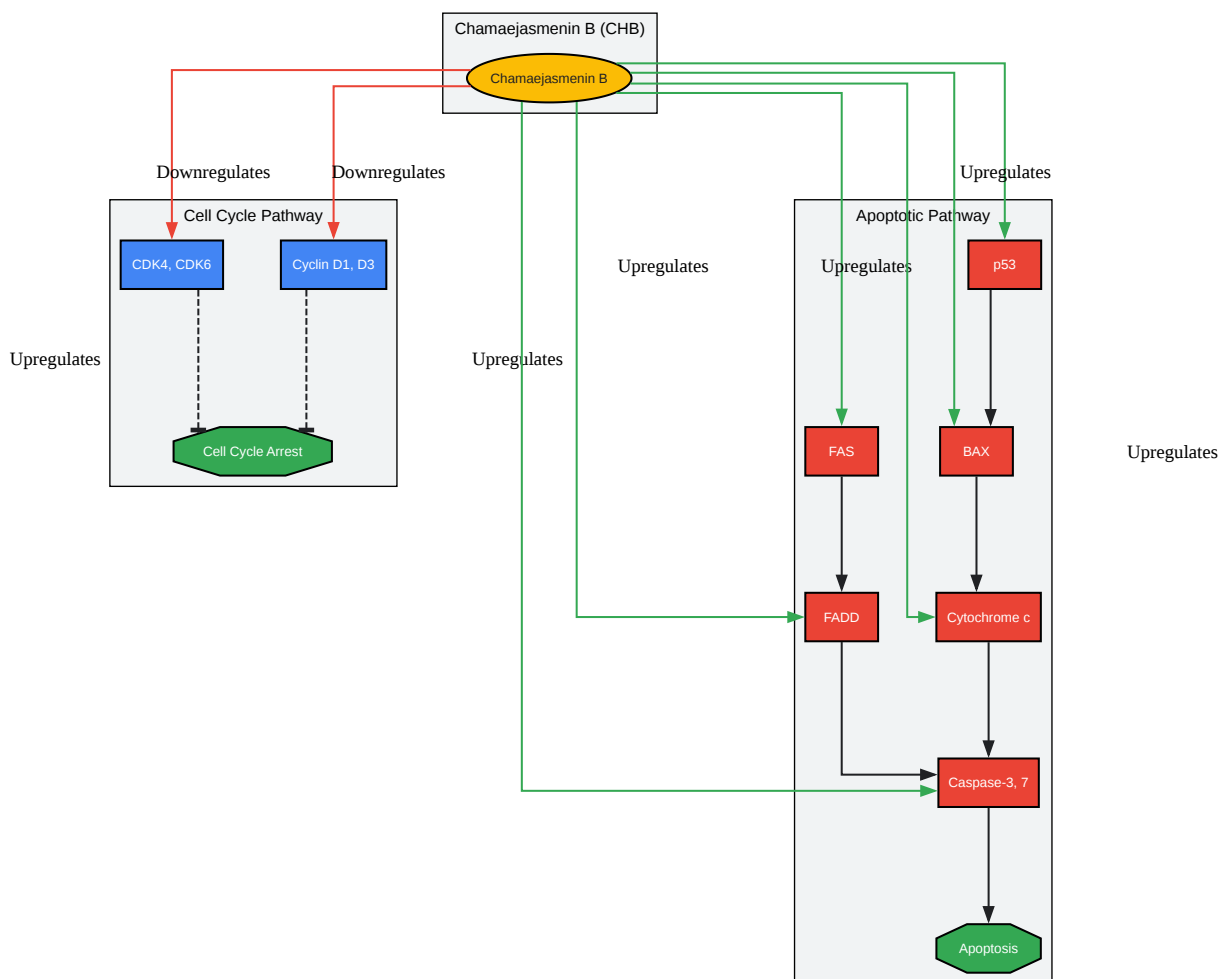 Chamaejasmenin B (CHB)
Chamaejasmenin B
Downregulates
Downregulates
Upregulates
Cell Cycle Pathway
Apoptotic Pathway
CDK4, CDK6
Cyclin D1, D3
Upregulates
Upregulates
p53
Upregulates
Upregulates
Cell Cycle Arrest
FAS
BAX
Upregulates
FADD
Cytochrome c
Caspase-3, 7
Apoptosis